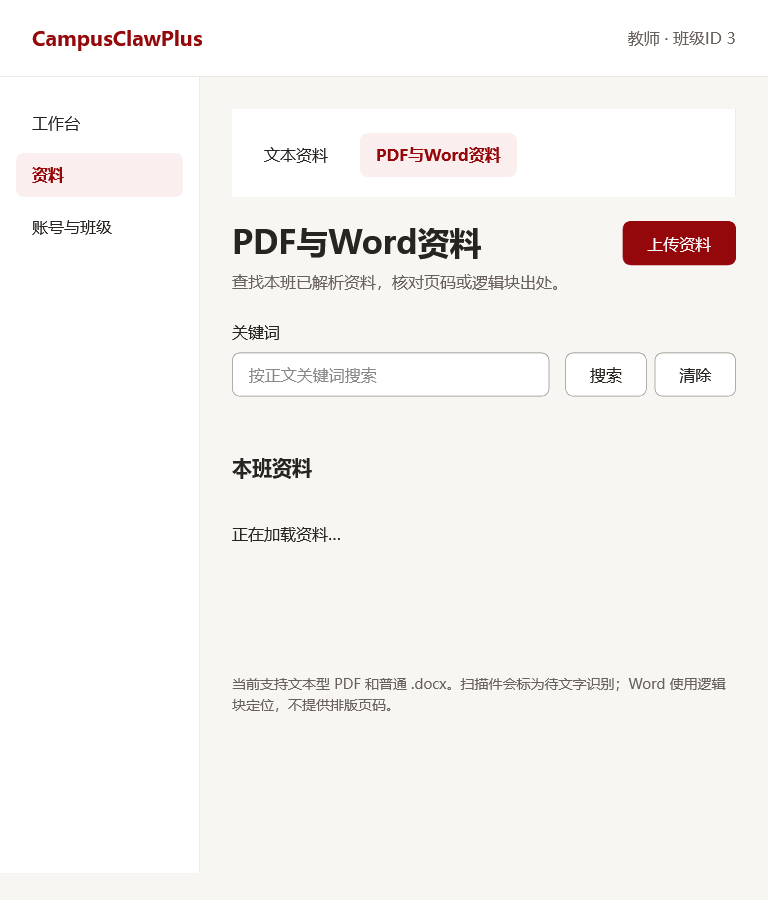 CampusClawPlus
教师 · 班级ID 3
工作台
资料
账号与班级
文本资料
PDF与Word资料
PDF与Word资料
上传资料
查找本班已解析资料，核对页码或逻辑块出处。
关键词
按正文关键词搜索
搜索
清除
本班资料
正在加载资料…
当前支持文本型 PDF 和普通 .docx。扫描件会标为待文字识别；Word 使用逻辑
块定位，不提供排版页码。